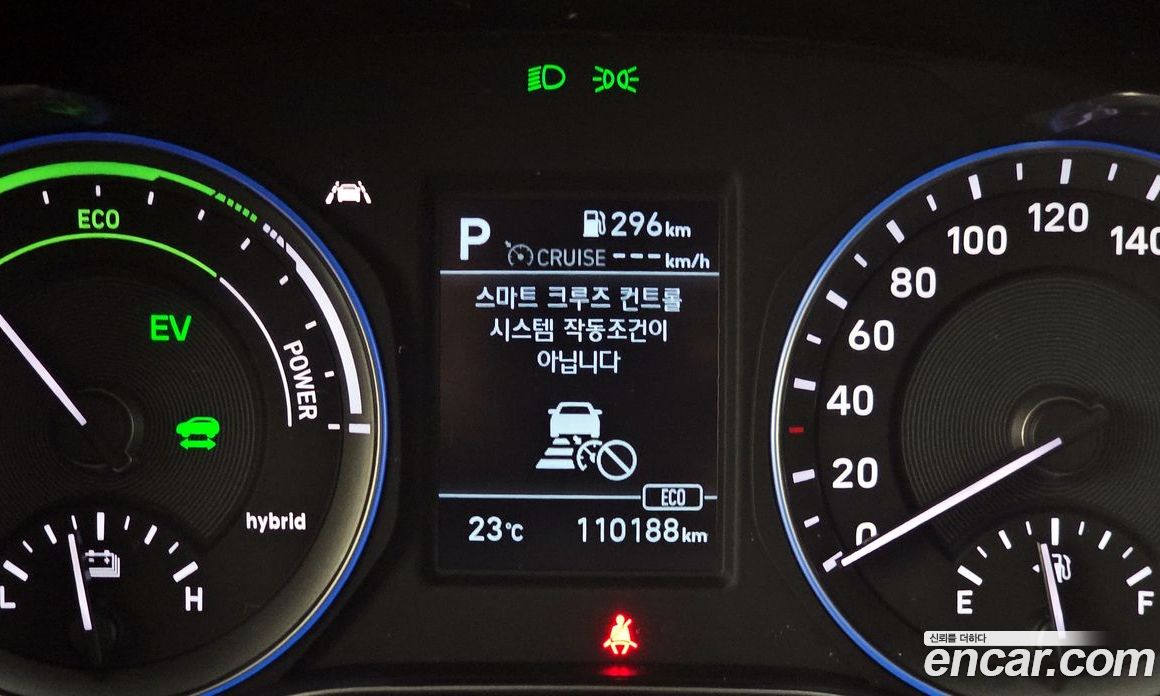 ECO
EV
POWER
hybrid
L
H
P
296km
CRUISE ---km/h
스마트 크루즈 컨트롤
시스템 작동조건이
아닙니다
ECO
23℃
110188km
140
120
100
80
60
40
20
0
E
F
신뢰를 더하다
encar.com